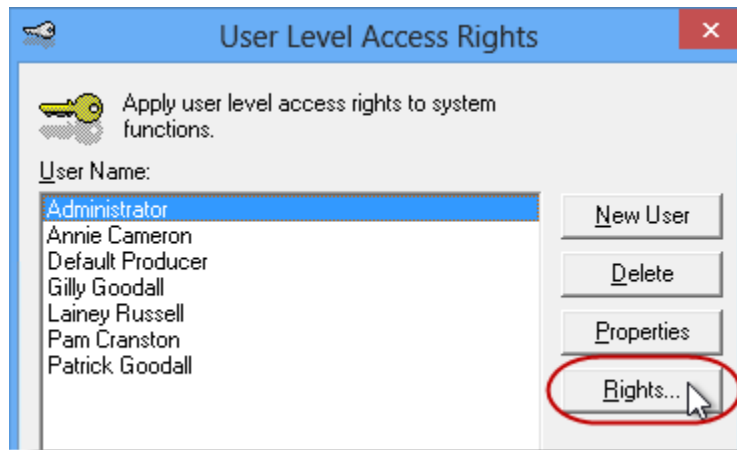 User Level Access Rights
Apply user level access rights to system
functions.
User Name:
Administrator
Annie Cameron
Default Producer
Gilly Goodall
Lainey Russell
Pam Cranston
Patrick Goodall
New User
Delete
Properties
Rights...